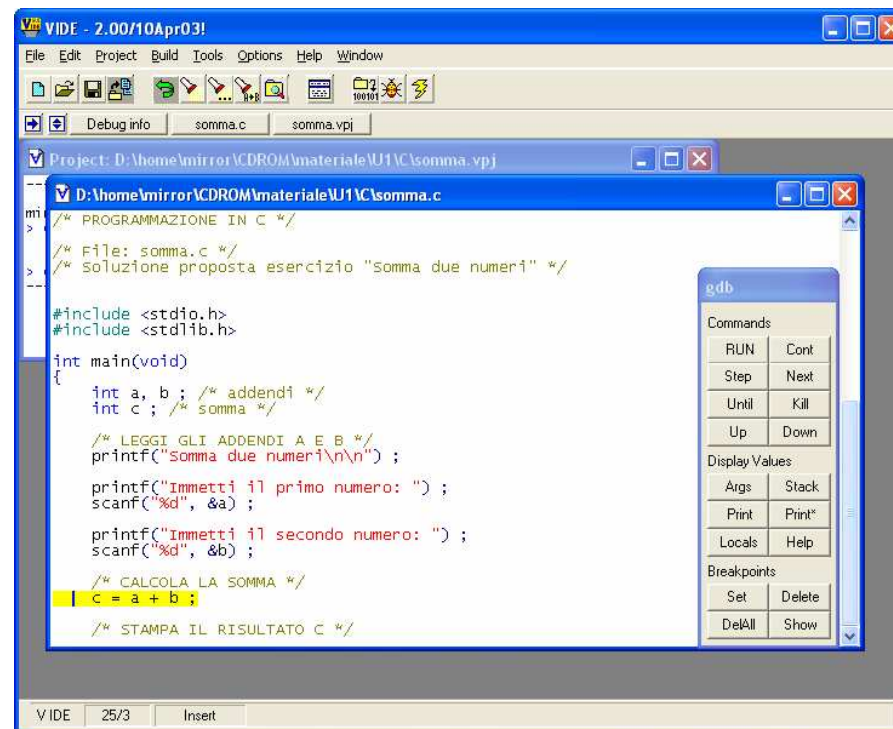 VIDE - 2.00/10Apr03!
File Edit Project Build Tools Options Help Window
Debug info somma.c somma.vpj
Project: D:\home\mirror\CDROM\materiale\U1\C\somma.vpj
D:\home\mirror\CDROM\materiale\U1\C\somma.c
/* PROGRAMMAZIONE IN C */
/* File: somma.c */
/* Soluzione proposta esercizio "Somma due numeri" */
#include <stdio.h>
#include <stdlib.h>
int main(void)
{
int a, b ; /* addendi */
int c ; /* somma */
/* LEGGI GLI ADDENDI A E B */
printf("Somma due numeri\n\n") ;
printf("Immetti il primo numero: ") ;
scanf("%d", &a) ;
printf("Immetti il secondo numero: ") ;
scanf("%d", &b) ;
/* CALCOLA LA SOMMA */
c = a + b ;
/* STAMPA IL RISULTATO C */
gdb
Commands
RUN Cont
Step Next
Until Kill
Up Down
Display Values
Args Stack
Print Print*
Locals Help
Breakpoints
Set Delete
DelAll Show
V IDE 25/3 Insert